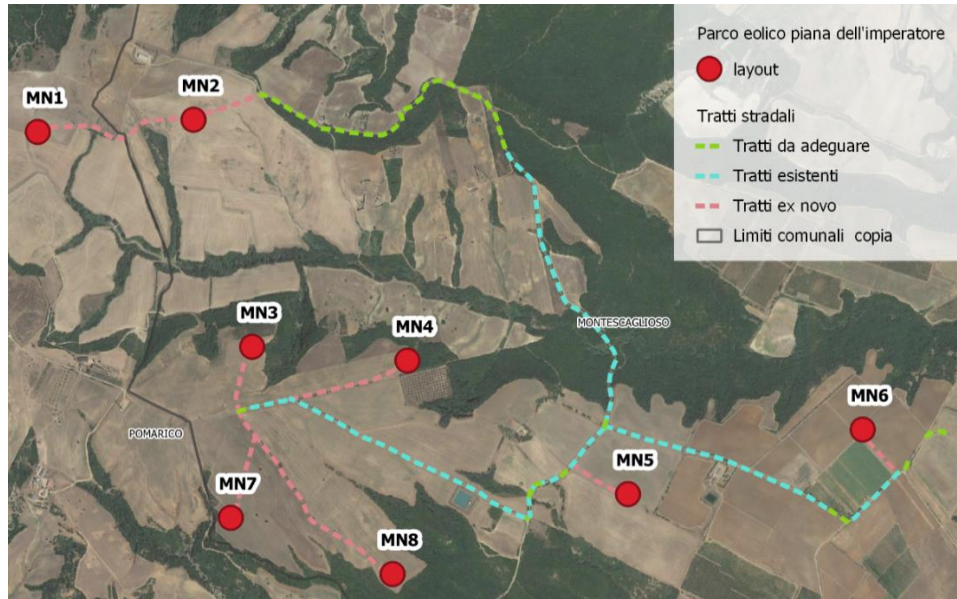 Parco eolico piana dell'imperatore
layout
Tratti stradali
Tratti da adeguare
Tratti esistenti
Tratti ex novo
Limiti comunali copia
MN1
MN2
MN3
MN4
MONTESCAGLIOSO
MN6
POMARICO
MN5
MN7
MN8